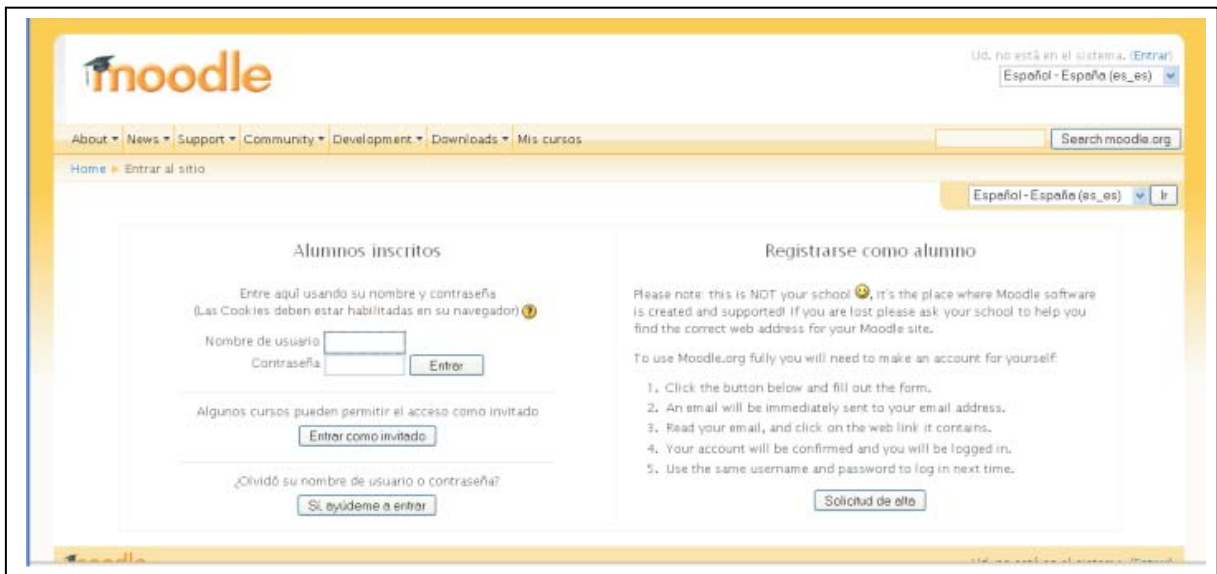 moodle
Ud. no está en el sistema. (Entrar)
Español - España (es_es)
About News Support Community Development Downloads Mis cursos
Search moodle.org
Home Entrar al sitio
Español - España (es_es) Ir
Alumnos inscritos
Entre aquí usando su nombre y contraseña
(Las Cookies deben estar habilitadas en su navegador)
Nombre de usuario
Contraseña Entrar
Algunos cursos pueden permitir el acceso como invitado
Entrar como invitado
¿Olvidó su nombre de usuario o contraseña?
Sí, ayúdeme a entrar
Registrarse como alumno
Please note: this is NOT your school , it's the place where Moodle software
is created and supported! If you are lost please ask your school to help you
find the correct web address for your Moodle site.
To use Moodle.org fully you will need to make an account for yourself:
1. Click the button below and fill out the form.
2. An email will be immediately sent to your email address.
3. Read your email, and click on the web link it contains.
4. Your account will be confirmed and you will be logged in.
5. Use the same username and password to log in next time.
Solicitud de alta
moodle
Ud. no está en el sistema. (Entrar)